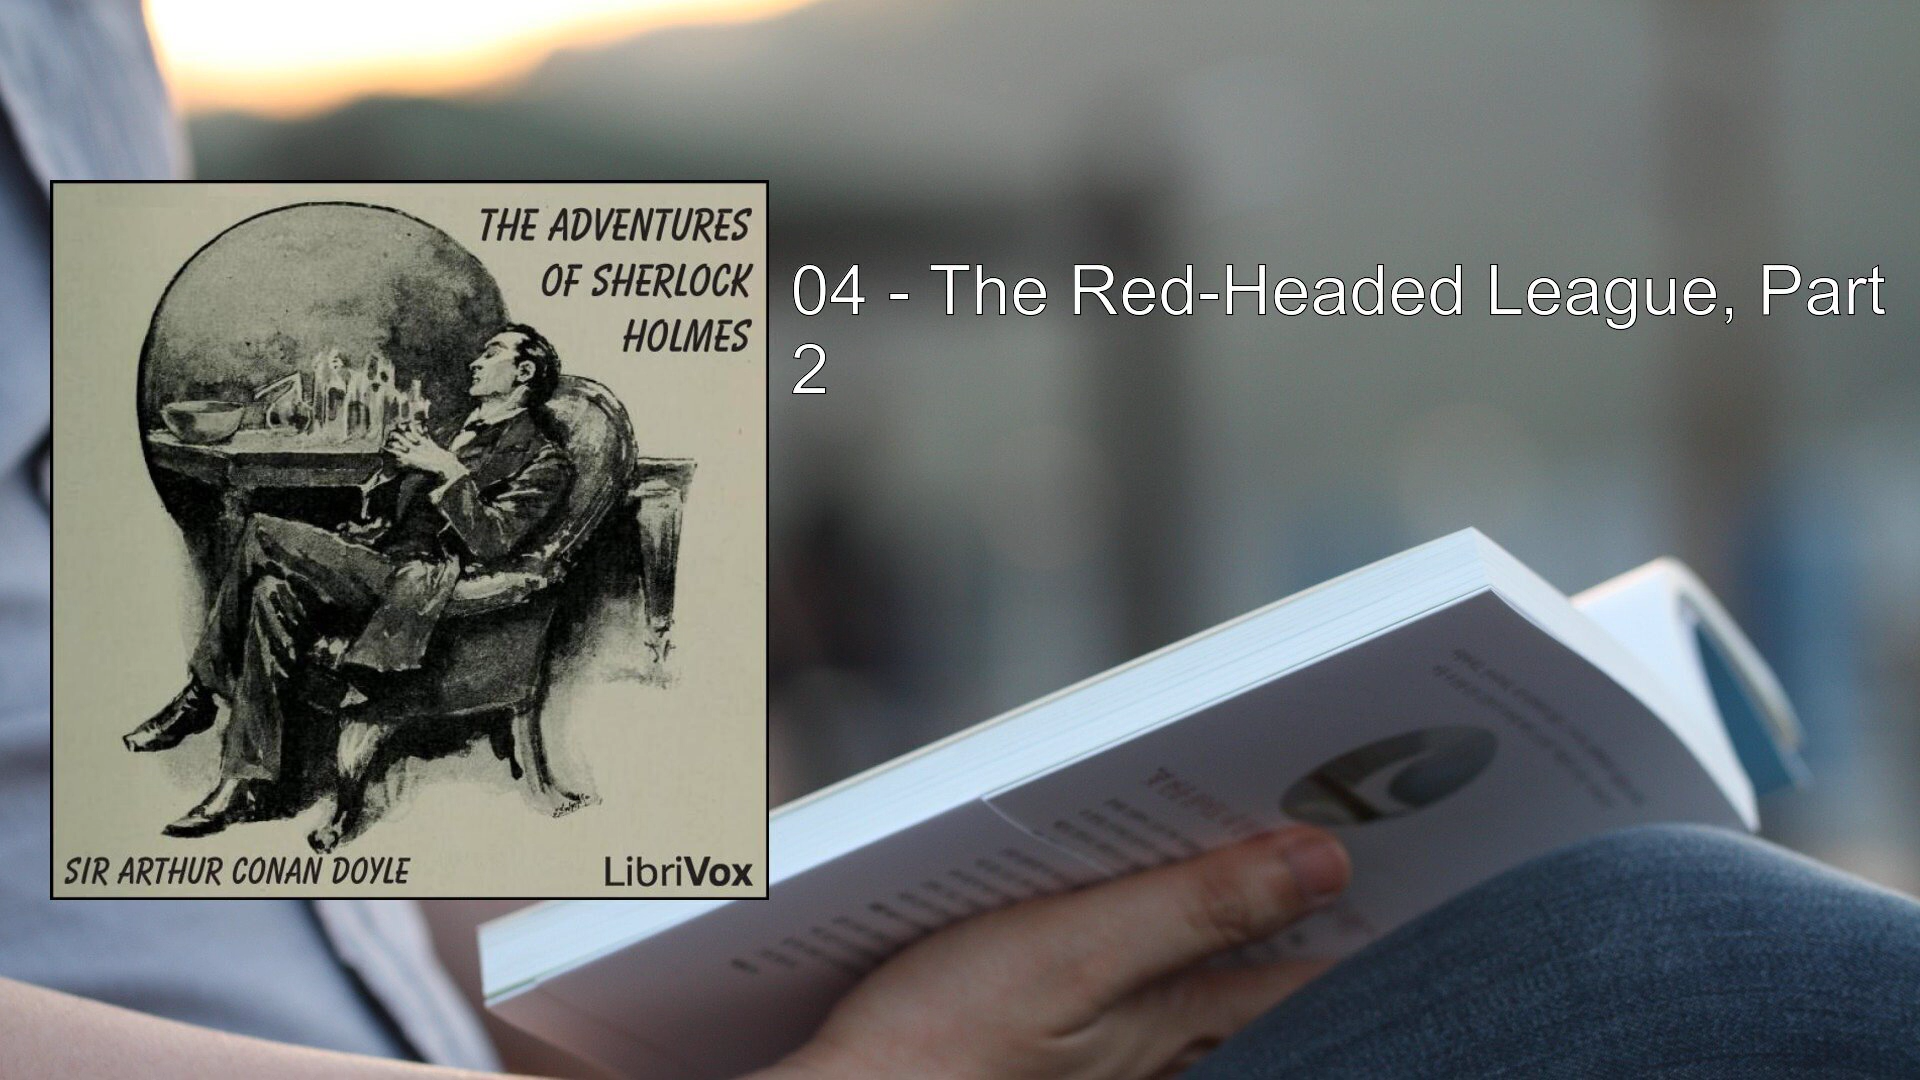 THE ADVENTURES
OF SHERLOCK
HOLMES
SIR ARTHUR CONAN DOYLE
LibriVox
04 - The Red-Headed League, Part
2